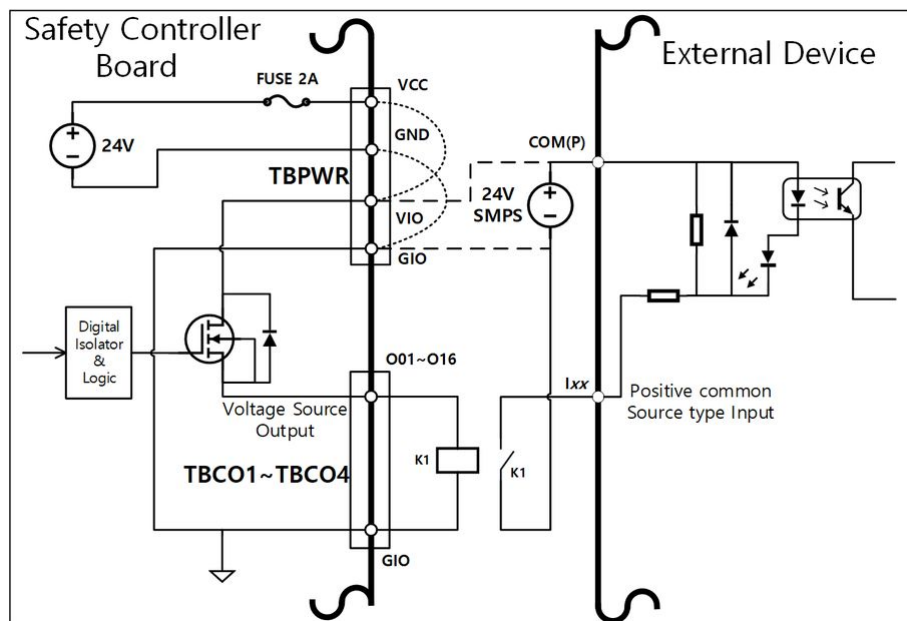 Safety Controller
Board
External Device
FUSE 2A
VCC
GND
24V
TBPWR
COM(P)
+
-
24V
SMPS
+
-
VIO
GIO
Digital
Isolator
&
Logic
O01~O16
Ixx
Voltage Source
Output
Positive common
Source type Input
K1
K1
TBCO1~TBCO4
GIO